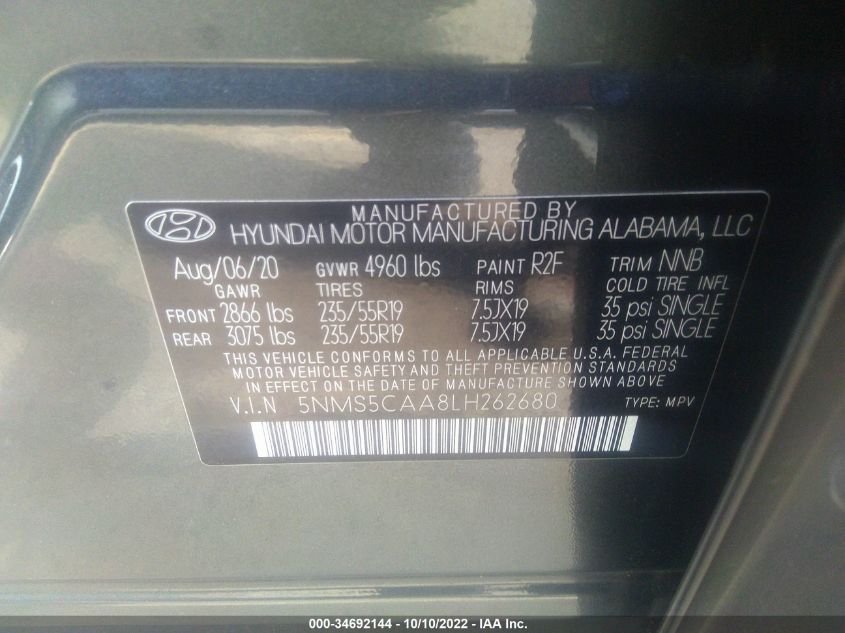 MANUFACTURED BY
HYUNDAI MOTOR MANUFACTURING ALABAMA, LLC
Aug/06/20 GVWR 4960 lbs PAINT R2F TRIM NNB
GAWR TIRES RIMS COLD TIRE INFL
FRONT 2866 lbs 235/55R19 7.5JX19 35 psi SINGLE
REAR 3075 lbs 235/55R19 7.5JX19 35 psi SINGLE
THIS VEHICLE CONFORMS TO ALL APPLICABLE U.S.A. FEDERAL
MOTOR VEHICLE SAFETY AND THEFT PREVENTION STANDARDS
IN EFFECT ON THE DATE OF MANUFACTURE SHOWN ABOVE.
V.I.N 5NMS5CAA8LH262680 TYPE: MPV
000-34692144 - 10/10/2022 - IAA Inc.